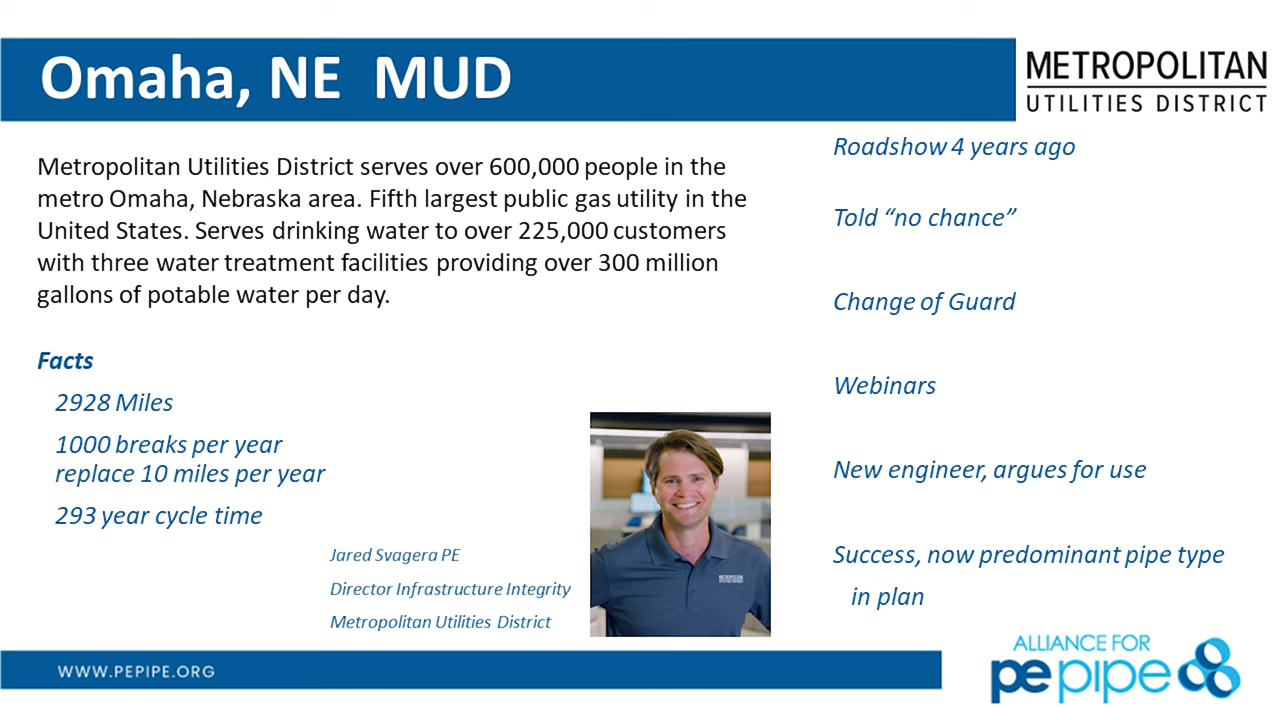 Omaha, NE MUD
METROPOLITAN
UTILITIES DISTRICT
Metropolitan Utilities District serves over 600,000 people in the
metro Omaha, Nebraska area. Fifth largest public gas utility in the
United States. Serves drinking water to over 225,000 customers
with three water treatment facilities providing over 300 million
gallons of potable water per day.
Facts
2928 Miles
1000 breaks per year
replace 10 miles per year
293 year cycle time
Jared Svagera PE
Director Infrastructure Integrity
Metropolitan Utilities District
Roadshow 4 years ago
Told “no chance”
Change of Guard
Webinars
New engineer, argues for use
Success, now predominant pipe type
in plan
WWW.PEPIPE.ORG
ALLIANCE FOR
pepipe